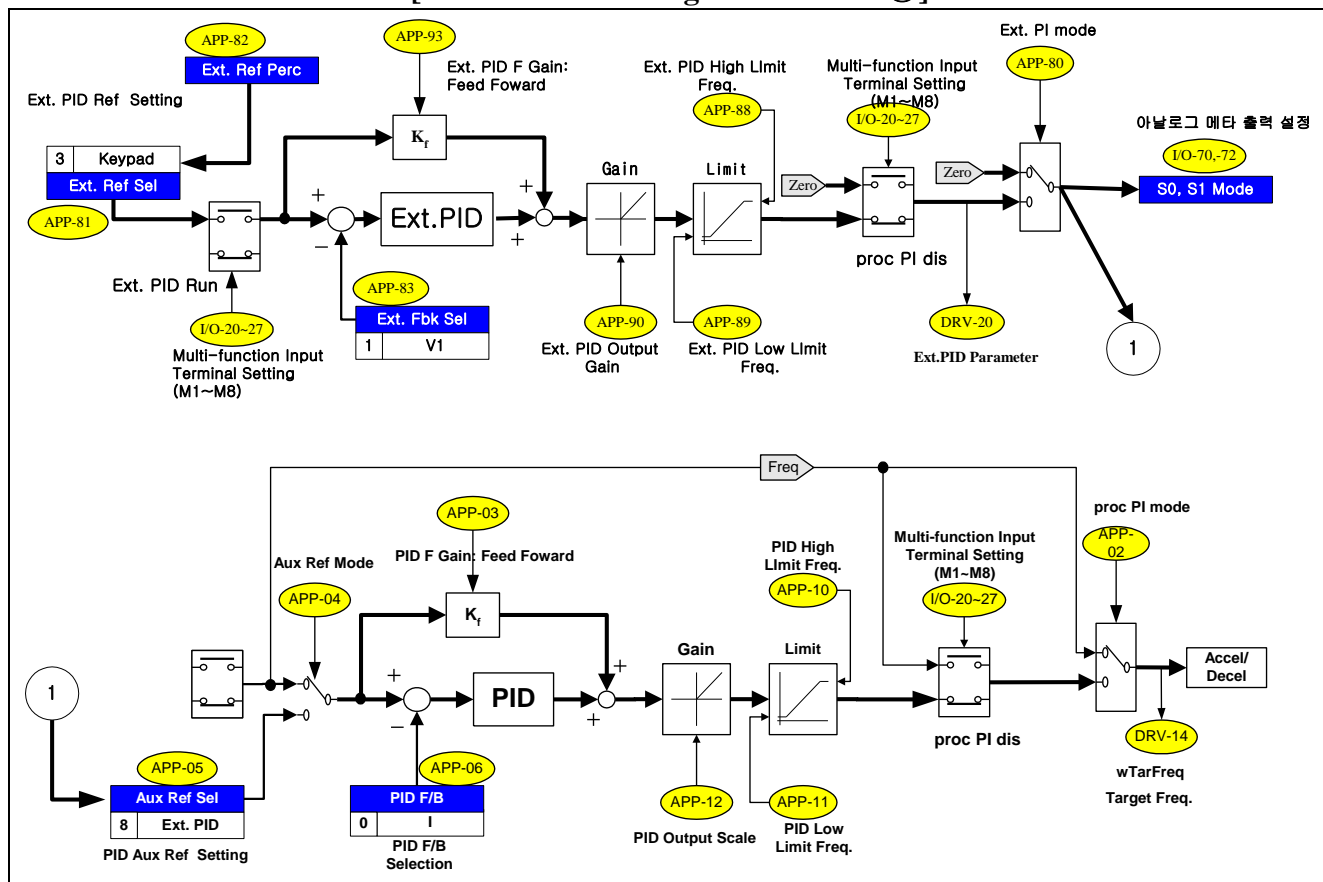 APP-82
Ext. Ref Perc
APP-93
Ext. PID F Gain:
Feed Foward
Ext. PI mode
APP-80
Ext. PID High LImit
Freq.
APP-88
Multi-function Input
Terminal Setting
(M1~M8)
I/O-20~27
아날로그 메타 출력 설정
I/O-70,-72
S0, S1 Mode
Ext. PID Ref Setting
3 Keypad
Ext. Ref Sel
APP-81
Kf
Gain
Limit
Zero
Zero
+
−
Ext.PID
+
+
Ext. PID Run
I/O-20~27
Multi-function Input
Terminal Setting
(M1~M8)
APP-83
Ext. Fbk Sel
1 V1
APP-90
Ext. PID Output
Gain
APP-89
Ext. PID Low LImit
Freq.
proc PI dis
DRV-20
Ext.PID Parameter
1
Freq
APP-03
PID F Gain: Feed Foward
Aux Ref Mode
APP-04
Kf
PID High
LImit Freq.
APP-10
Multi-function Input
Terminal Setting
(M1~M8)
I/O-20~27
proc PI mode
APP-
02
Gain
Limit
1
+
−
PID
+
+
Accel/
Decel
proc PI dis
DRV-14
wTarFreq
Target Freq.
APP-05
Aux Ref Sel
8 Ext. PID
PID Aux Ref Setting
APP-06
PID F/B
0 I
PID F/B
Selection
APP-12
PID Output Scale
APP-11
PID Low
Limit Freq.